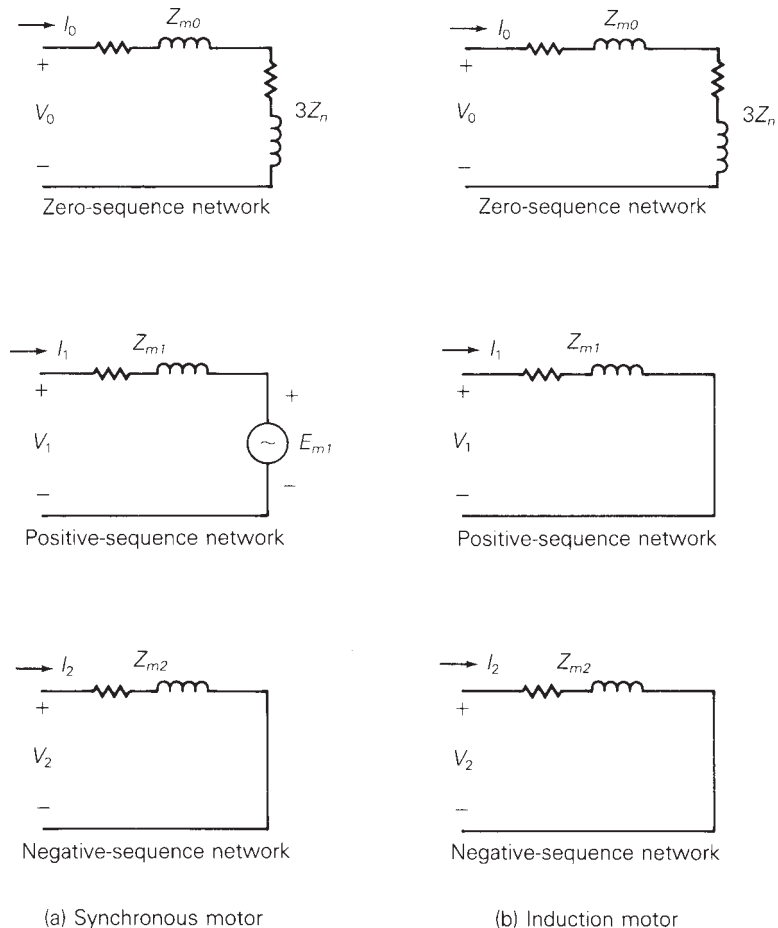 I0 Zm0
+
V0 3Zn
−
Zero-sequence network
I0 Zm0
+
V0 3Zn
−
Zero-sequence network
I1 Zm1
+ +
V1 ~ Em1
− −
Positive-sequence network
I1 Zm1
+
V1
−
Positive-sequence network
I2 Zm2
+
V2
−
Negative-sequence network
I2 Zm2
+
V2
−
Negative-sequence network
(a) Synchronous motor
(b) Induction motor